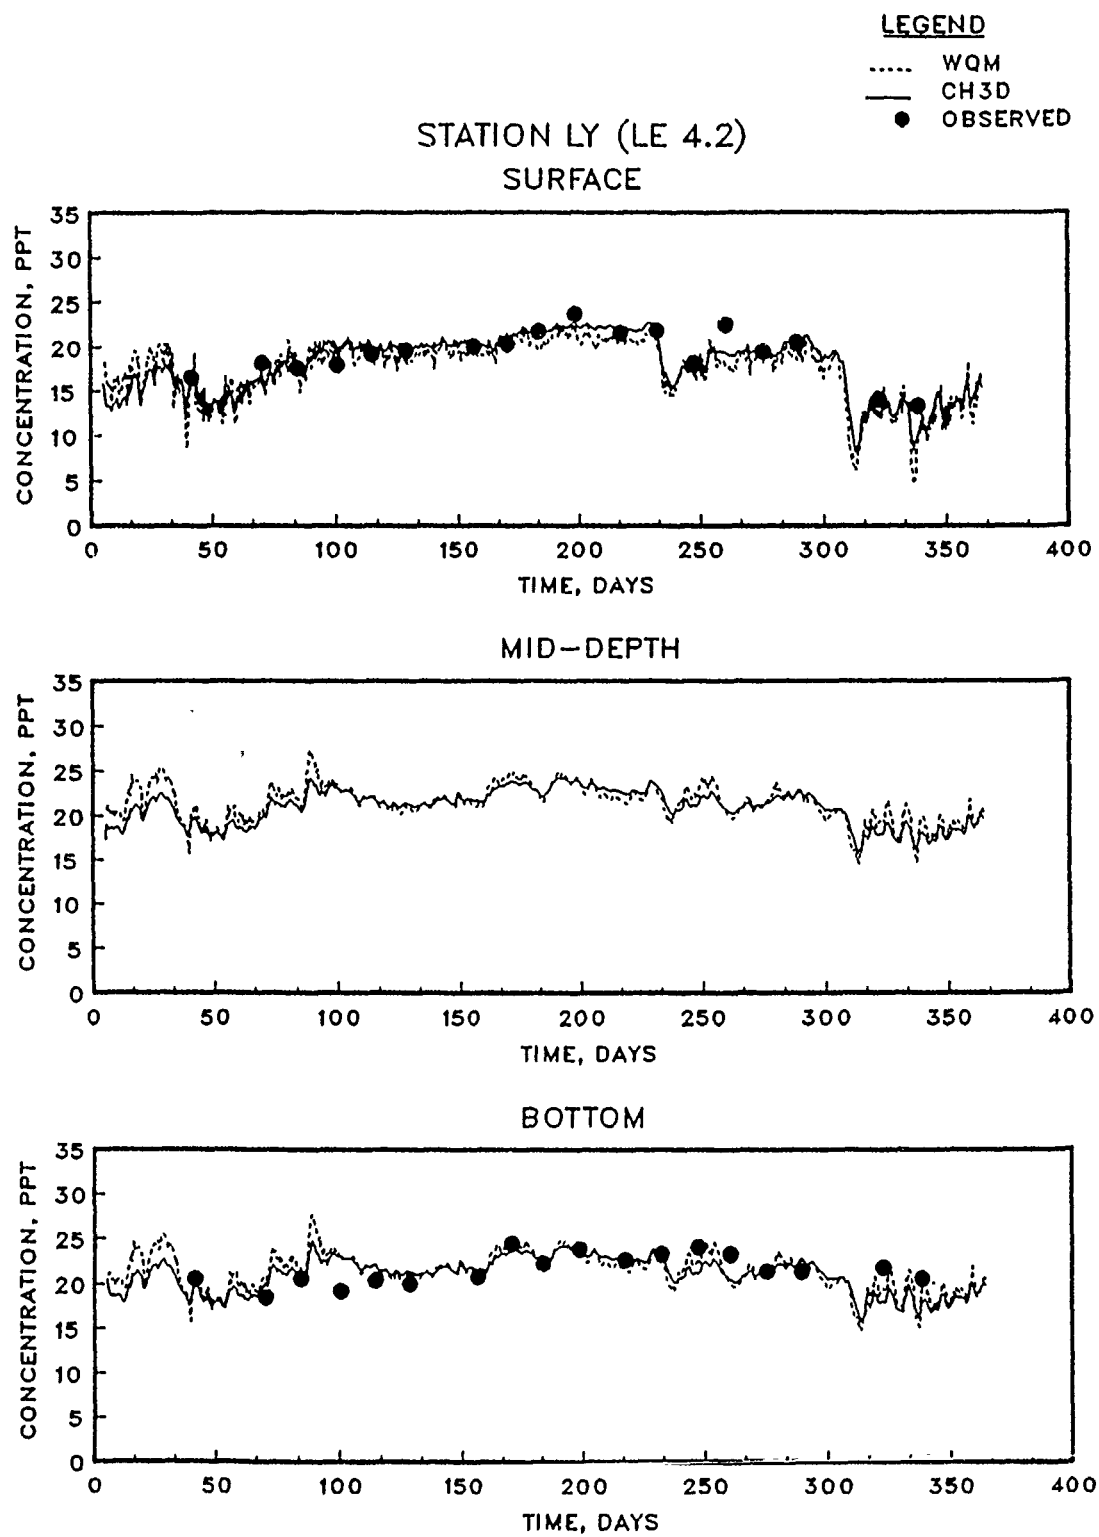 LEGEND
WQM
CH3D
OBSERVED
STATION LY (LE 4.2)
SURFACE
CONCENTRATION, PPT
35
30
25
20
15
10
5
0
0 50 100 150 200 250 300 350 400
TIME, DAYS
MID-DEPTH
CONCENTRATION, PPT
35
30
25
20
15
10
5
0
0 50 100 150 200 250 300 350 400
TIME, DAYS
BOTTOM
CONCENTRATION, PPT
35
30
25
20
15
10
5
0
0 50 100 150 200 250 300 350 400
TIME, DAYS